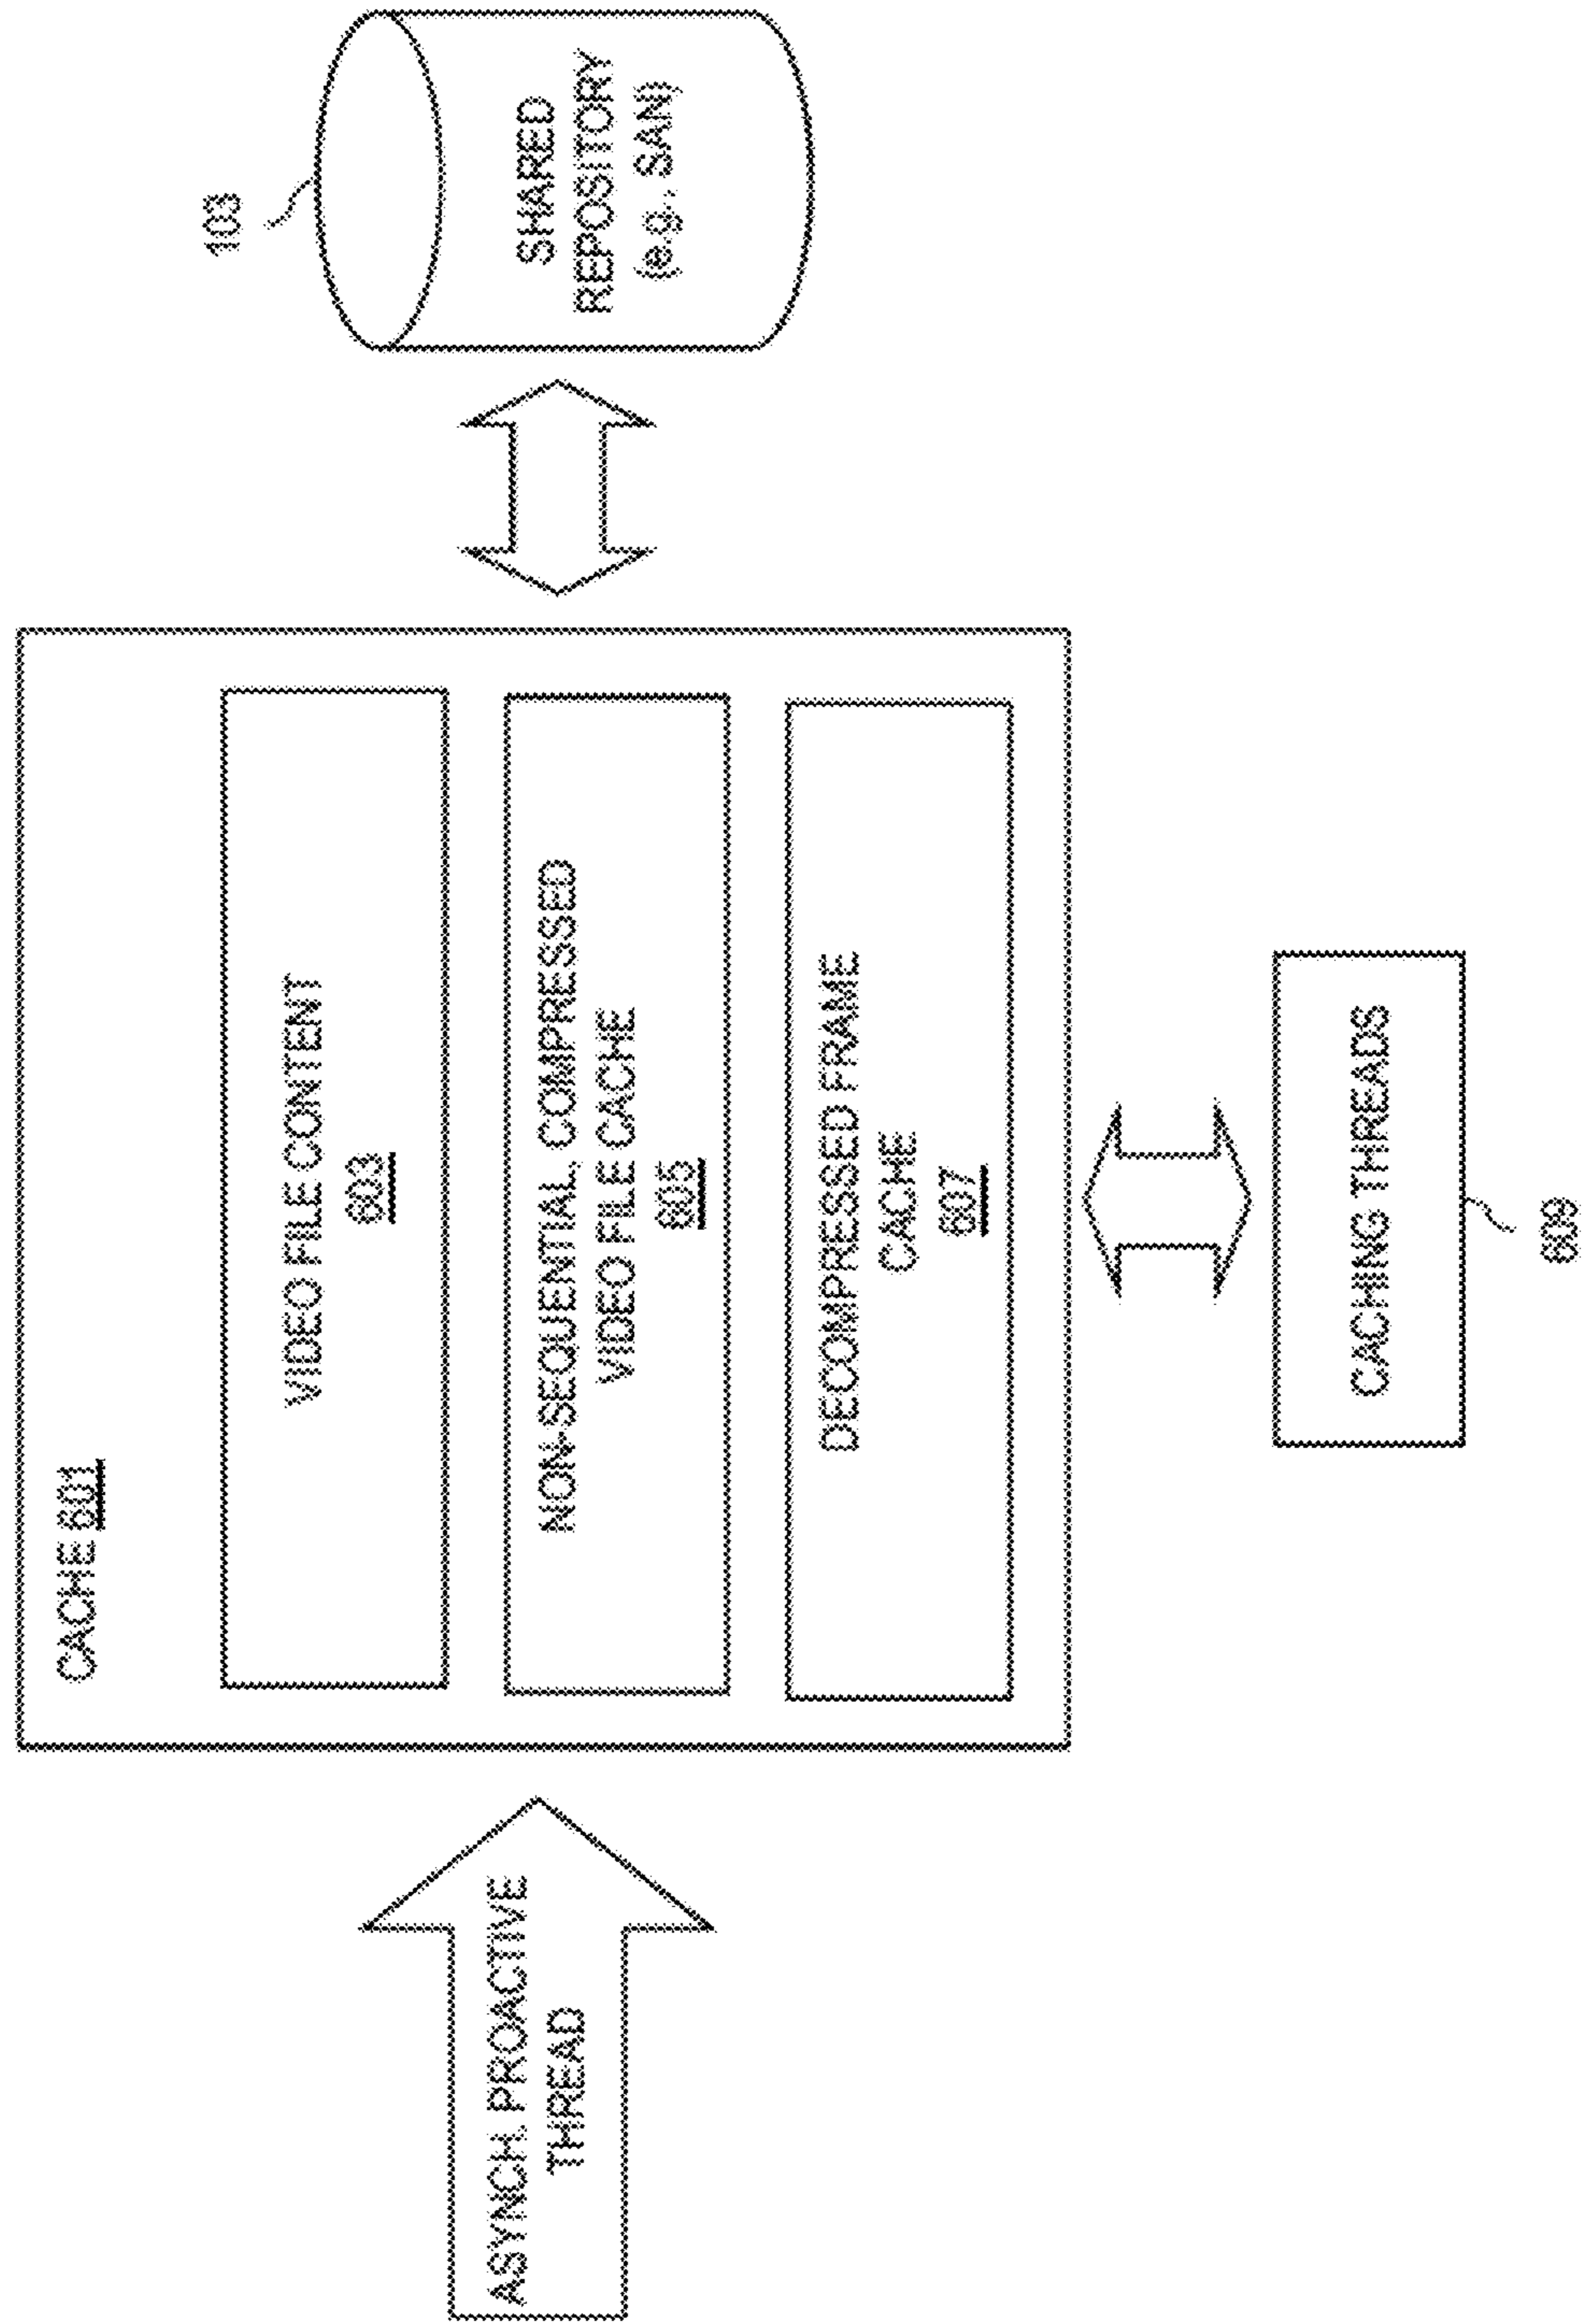 CACHE 601
VIDEO FILE CONTENT
603
NON-SEQUENTIAL, COMPRESSED
VIDEO FILE CACHE
605
DECOMPRESSED FRAME
CACHE
607
ASYNCH. PROACTIVE
THREAD
103
SHARED
REPOSITORY
(e.g., SAN)
CACHING THREADS
609